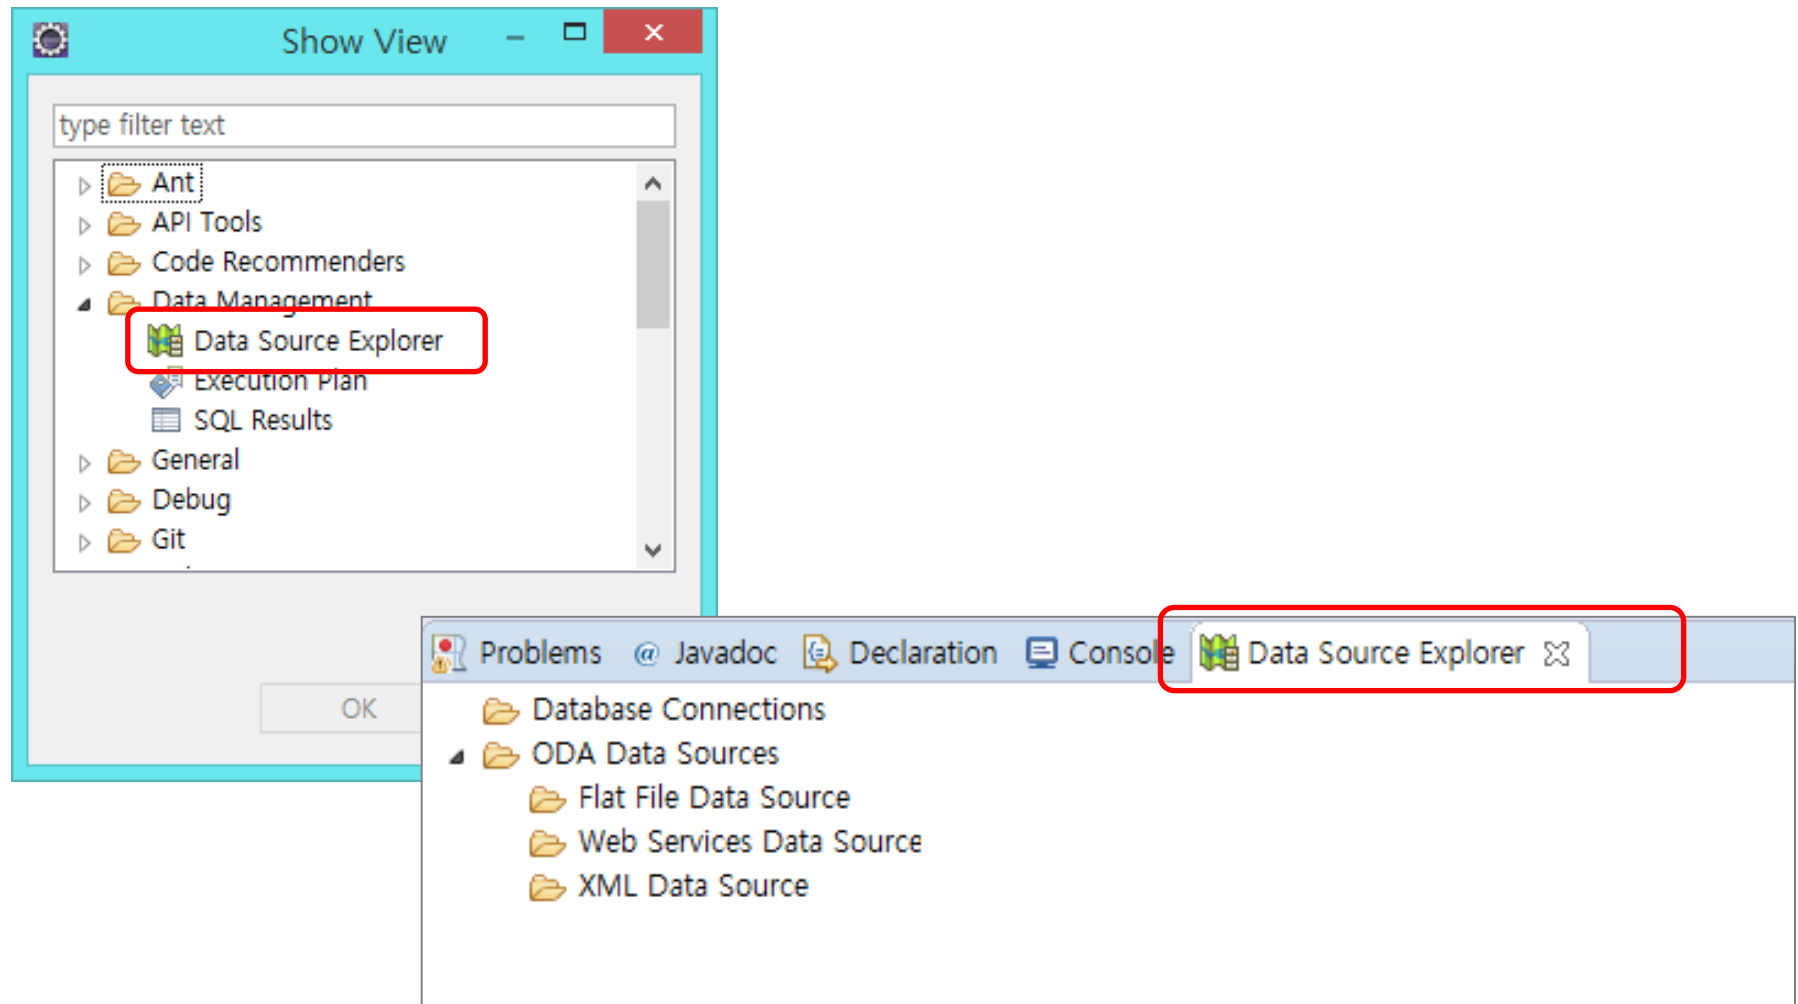 Show View
type filter text
Ant
API Tools
Code Recommenders
Data Management
Data Source Explorer
Execution Plan
SQL Results
General
Debug
Git
OK
Problems @ Javadoc Declaration Console Data Source Explorer
Database Connections
ODA Data Sources
Flat File Data Source
Web Services Data Source
XML Data Source